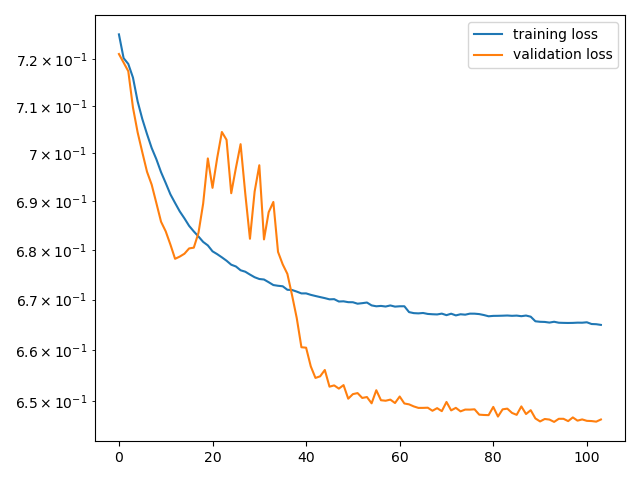 training loss
validation loss
7.2 × 10⁻¹
7.1 × 10⁻¹
7 × 10⁻¹
6.9 × 10⁻¹
6.8 × 10⁻¹
6.7 × 10⁻¹
6.6 × 10⁻¹
6.5 × 10⁻¹
0 20 40 60 80 100